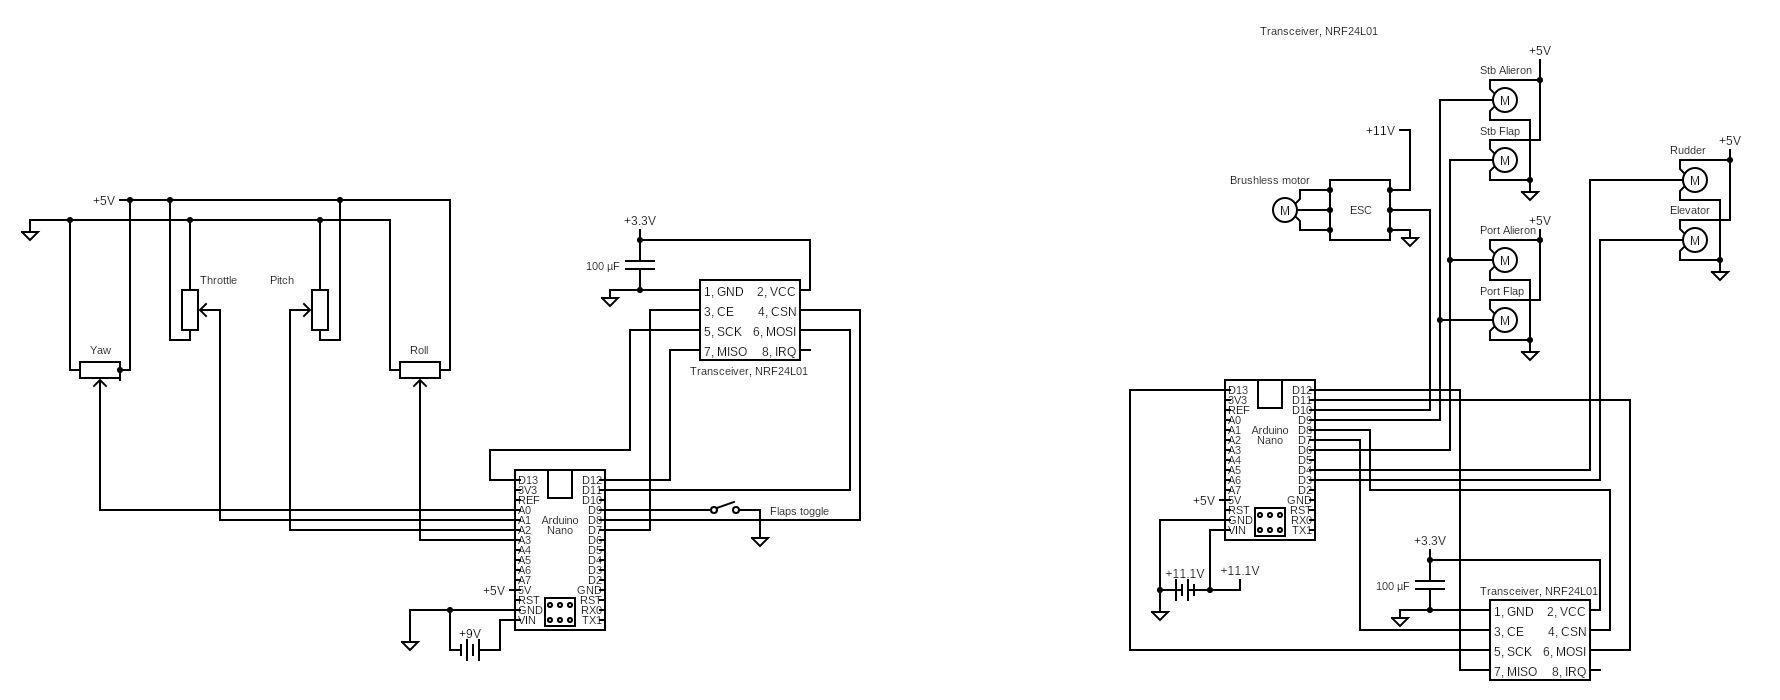 Transceiver, NRF24L01
+5V
Stb Alieron
M
+11V
Stb Flap
M
+5V
Rudder
M
Brushless motor
M
ESC
Elevator
M
+5V
Port Alieron
M
Port Flap
M
+5V
Throttle
Pitch
Yaw
Roll
+3.3V
100 µF
1, GND 2, VCC
3, CE 4, CSN
5, SCK 6, MOSI
7, MISO 8, IRQ
Transceiver, NRF24L01
D13 D12
3V3 D11
REF D10
A0 D9
A1 Arduino D8
A2 Nano D7
A3 D6
A4 D5
A5 D4
A6 D3
A7 D2
+5V 5V GND
RST RST
GND RX0
VIN TX1
Flaps toggle
+9V
D13 D12
3V3 D11
REF D10
A0 D9
A1 Arduino D8
A2 Nano D7
A3 D6
A4 D5
A5 D4
A6 D3
A7 D2
+5V 5V GND
RST RST
GND RX0
VIN TX1
+11.1V +11.1V
+3.3V
100 µF
Transceiver, NRF24L01
1, GND 2, VCC
3, CE 4, CSN
5, SCK 6, MOSI
7, MISO 8, IRQ